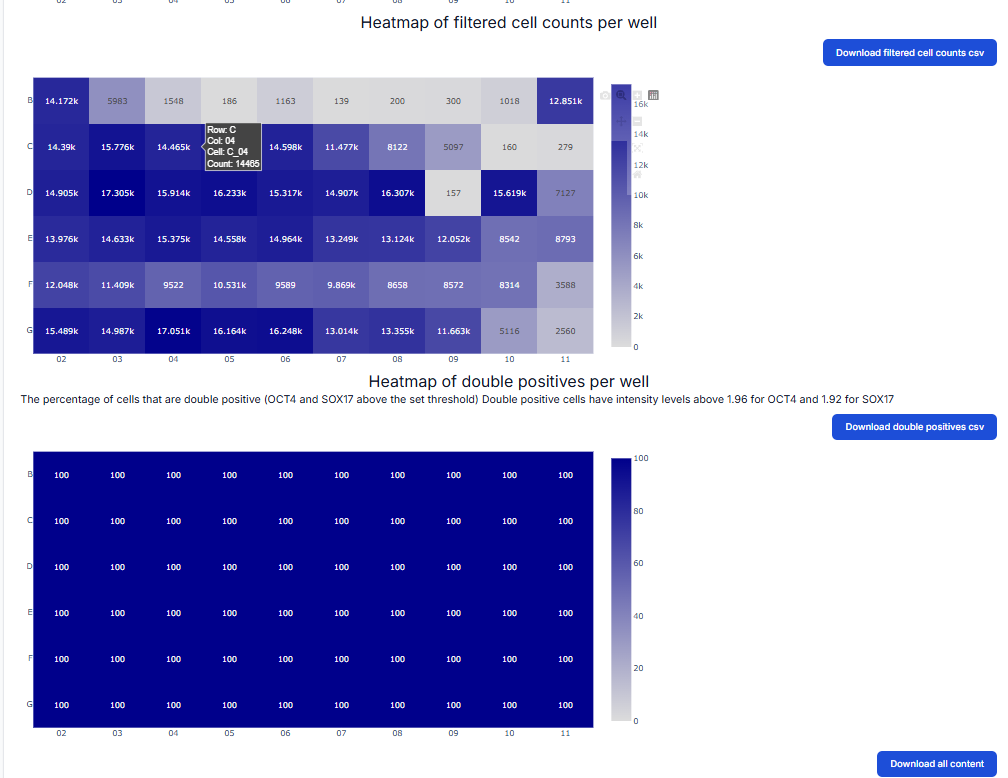 02 03 04 05 06 07 08 09 10 11
Heatmap of filtered cell counts per well
Download filtered cell counts csv
B 14.172k 5983 1548 186 1163 139 200 300 1018 12.851k
Row: C
Col: 04
Cell: C_04
Count: 14465
C 14.39k 15.776k 14.465k 14.598k 11.477k 8122 5097 160 279
D 14.905k 17.305k 15.914k 16.233k 15.317k 14.907k 16.307k 157 15.619k 7127
E 13.976k 14.633k 15.375k 14.558k 14.964k 13.249k 13.124k 12.052k 8542 8793
F 12.048k 11.409k 9522 10.531k 9589 9.869k 8658 8572 8314 3588
G 15.489k 14.987k 17.051k 16.164k 16.248k 13.014k 13.355k 11.663k 5116 2560
02 03 04 05 06 07 08 09 10 11
16k
14k
12k
10k
8k
6k
4k
2k
0
Heatmap of double positives per well
The percentage of cells that are double positive (OCT4 and SOX17 above the set threshold) Double positive cells have intensity levels above 1.96 for OCT4 and 1.92 for SOX17
Download double positives csv
B 100 100 100 100 100 100 100 100 100 100
C 100 100 100 100 100 100 100 100 100 100
D 100 100 100 100 100 100 100 100 100 100
E 100 100 100 100 100 100 100 100 100 100
F 100 100 100 100 100 100 100 100 100 100
G 100 100 100 100 100 100 100 100 100 100
02 03 04 05 06 07 08 09 10 11
100
80
60
40
20
0
Download all content